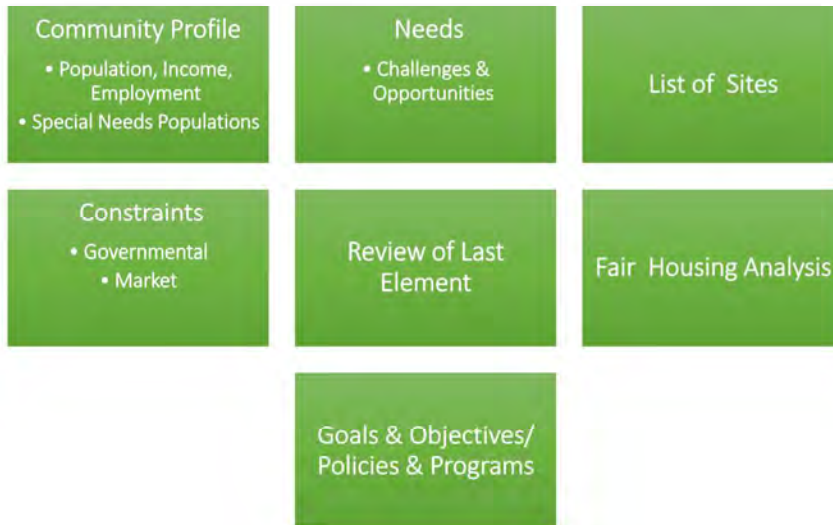 Community Profile
• Population, Income,
Employment
• Special Needs Populations
Needs
• Challenges &
Opportunities
List of Sites
Constraints
• Governmental
• Market
Review of Last
Element
Fair Housing Analysis
Goals & Objectives/
Policies & Programs